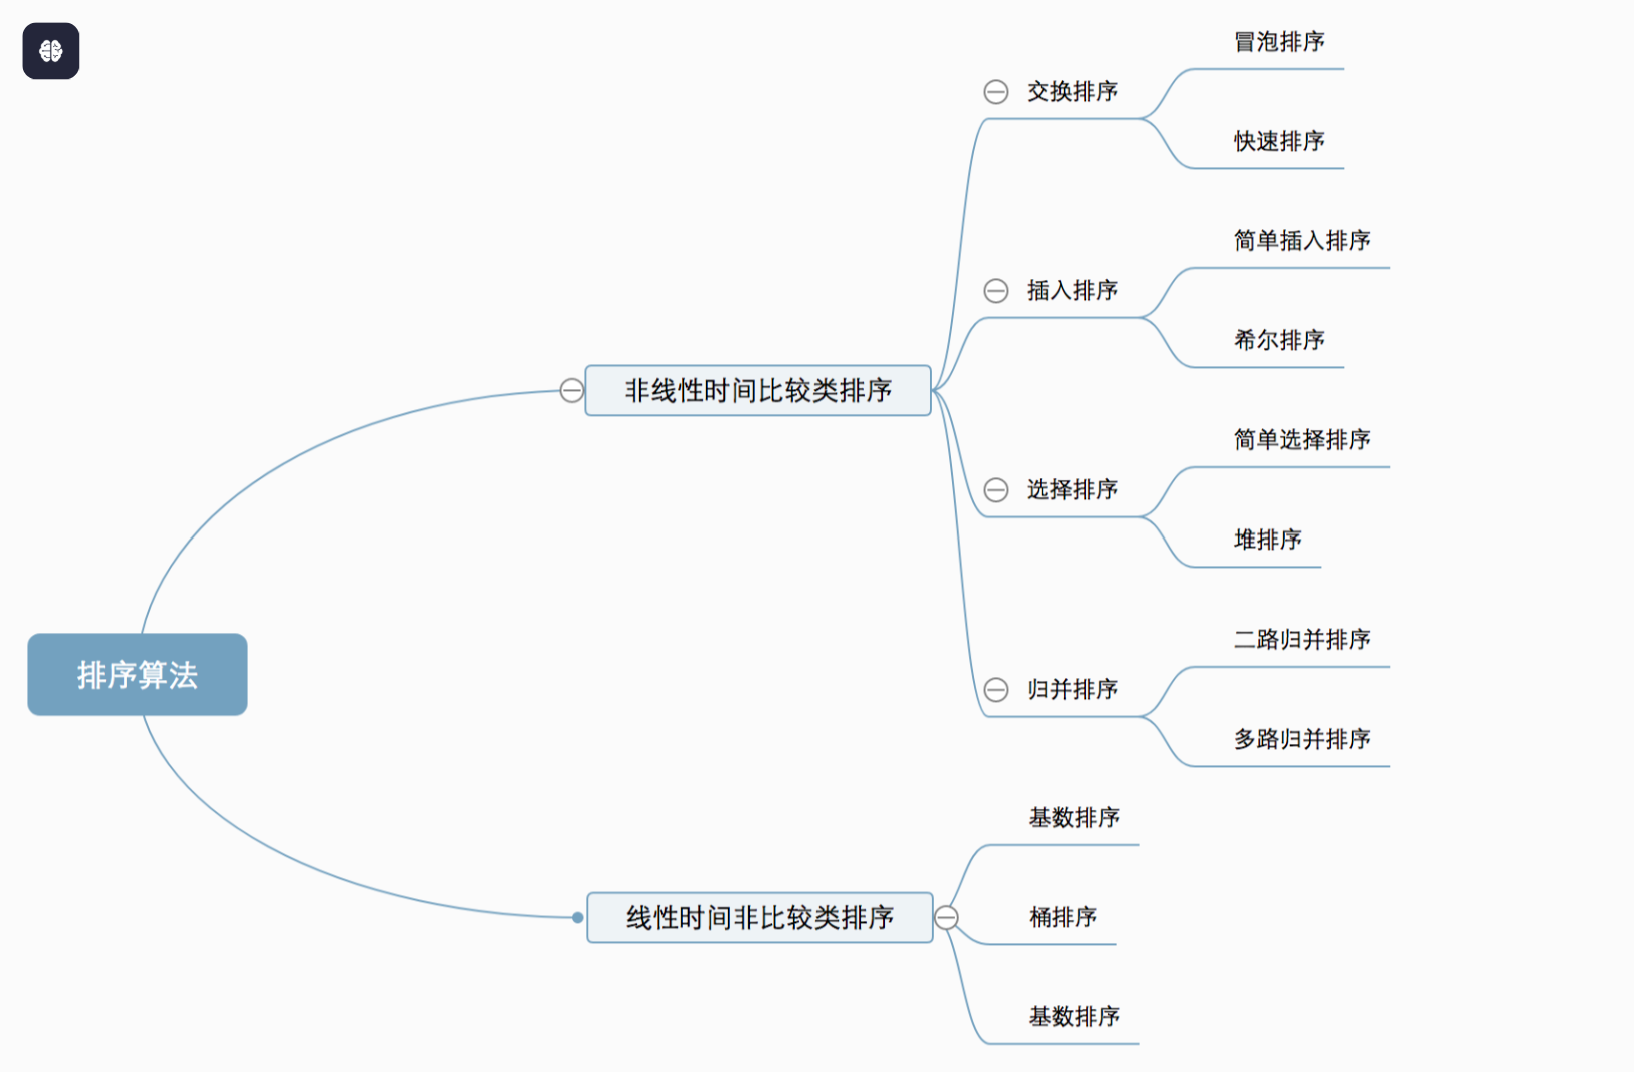 排序算法
非线性时间比较类排序
交换排序
冒泡排序
快速排序
插入排序
简单插入排序
希尔排序
选择排序
简单选择排序
堆排序
归并排序
二路归并排序
多路归并排序
线性时间非比较类排序
基数排序
桶排序
基数排序